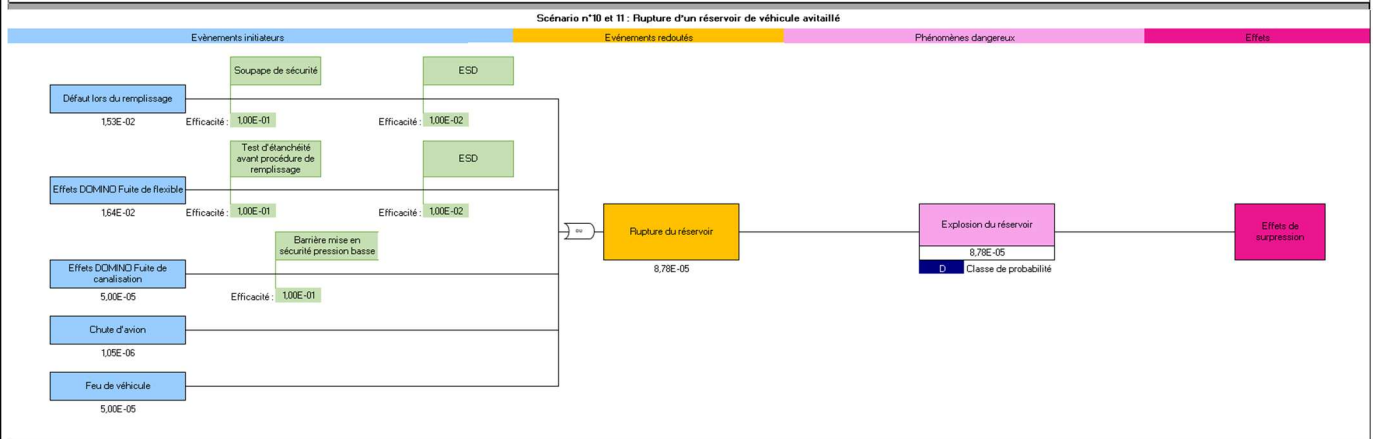 Scénario n°10 et 11 : Rupture d'un réservoir de véhicule avitaillé
Evènements initiateurs
Evénements redoutés
Phénomènes dangereux
Effets
Soupape de sécurité
ESD
Défaut lors du remplissage
1,53E-02
Efficacité :
1,00E-01
Efficacité :
1,00E-02
Test d'étanchéité
avant procédure de
remplissage
ESD
Effets DOMINO Fuite de flexible
1,64E-02
Efficacité :
1,00E-01
Efficacité :
1,00E-02
Barrière mise en
sécurité pression basse
Effets DOMINO Fuite de
canalisation
5,00E-05
Efficacité :
1,00E-01
Chute d'avion
1,05E-06
Feu de véhicule
5,00E-05
Rupture du réservoir
8,78E-05
Explosion du réservoir
8,78E-05
D Classe de probabilité
Effets de
surpression